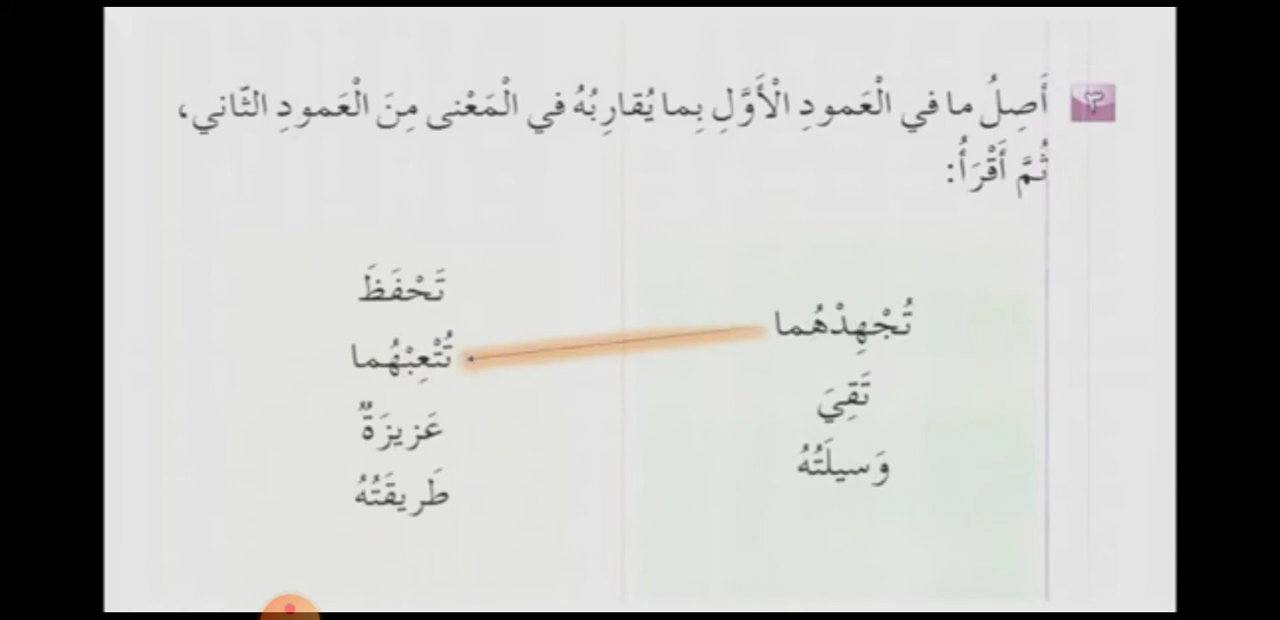 ٣ أَصِلُ ما في الْعَمودِ الْأَوَّلِ بِما يُقارِبُهُ في الْمَعْنى مِنَ الْعَمودِ الثّاني،
ثُمَّ أَقْرَأُ:
تُجْهِدْهُما
تَقِيَ
وَسيلَتُهُ
تَحْفَظَ
تُتْعِبْهُما
عَزيزَةٌ
طَريقَتُهُ